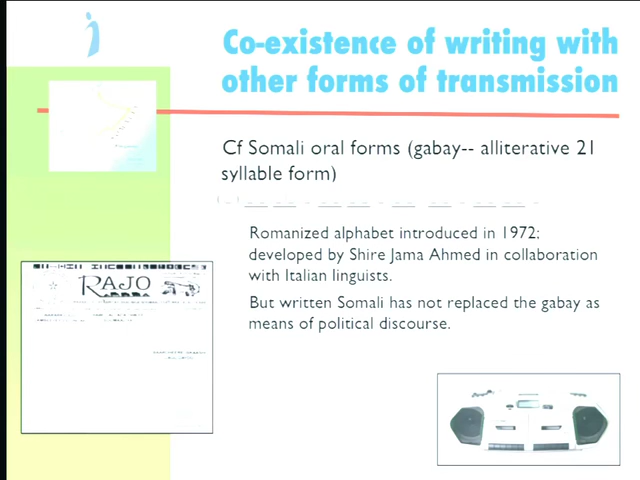 Co-existence of writing with
other forms of transmission
Cf Somali oral forms (gabay-- alliterative 21
syllable form)
Romanized alphabet introduced in 1972;
developed by Shire Jama Ahmed in collaboration
with Italian linguists.
But written Somali has not replaced the gabay as
means of political discourse.
RAJO